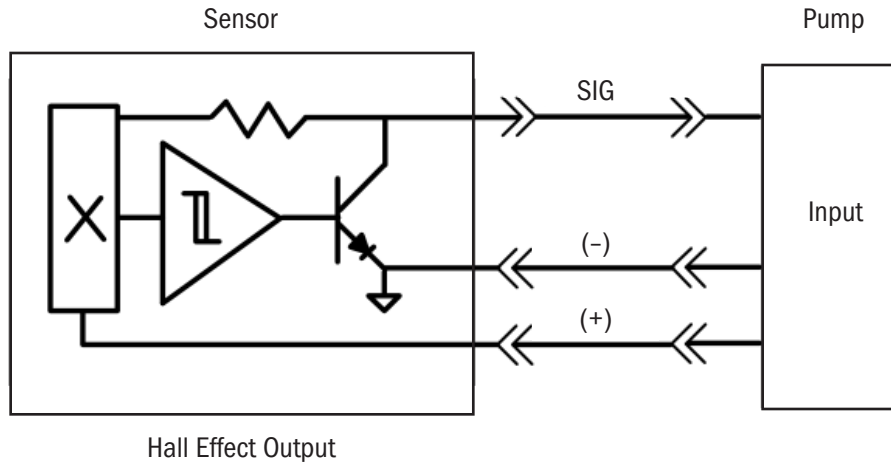 Sensor
Pump
SIG
Input
(–)
(+)
Hall Effect Output